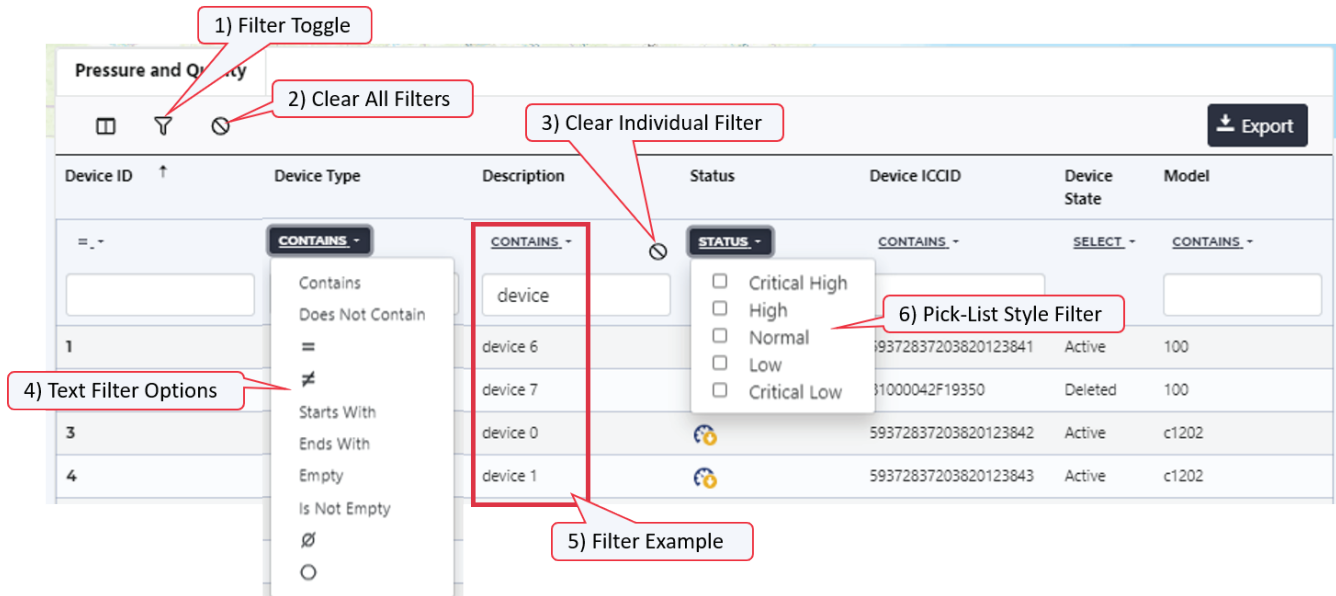 1) Filter Toggle
Pressure and Quality
2) Clear All Filters
3) Clear Individual Filter
Export
Device ID ↑ Device Type Description Status Device ICCID Device State Model
=_ CONTAINS CONTAINS STATUS CONTAINS SELECT CONTAINS
device
Contains
Does Not Contain
=
≠
Starts With
Ends With
Empty
Is Not Empty
Ø
O
Critical High
High
Normal
Low
Critical Low
6) Pick-List Style Filter
4) Text Filter Options
1 device 6 59372837203820123841 Active 100
device 7 31000042F19350 Deleted 100
3 device 0 59372837203820123842 Active c1202
4 device 1 59372837203820123843 Active c1202
5) Filter Example